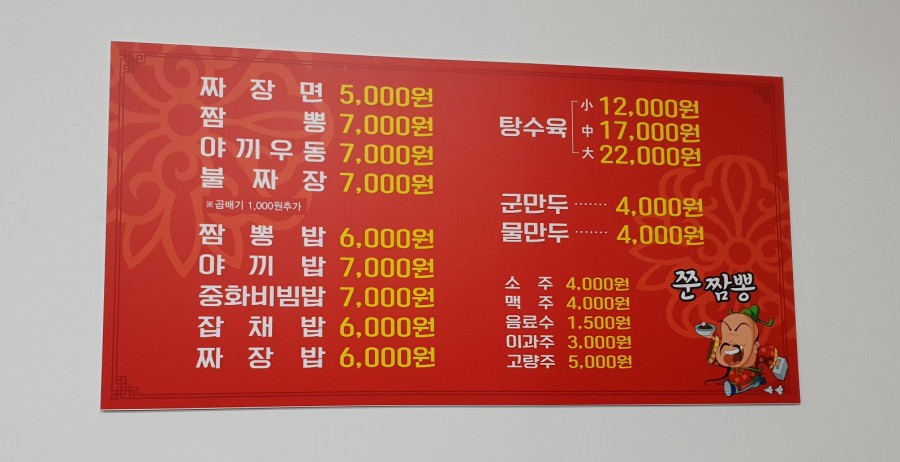 짜장면 5,000원
짬뽕 7,000원
야끼우동 7,000원
불짜장 7,000원
※곱배기 1,000원추가
짬뽕밥 6,000원
야끼밥 7,000원
중화비빔밥 7,000원
잡채밥 6,000원
짜장밥 6,000원
탕수육
小 12,000원
中 17,000원
大 22,000원
군만두 ······· 4,000원
물만두 ······· 4,000원
소주 4,000원
맥주 4,000원
음료수 1,500원
이과주 3,000원
고량주 5,000원
쭌짬뽕